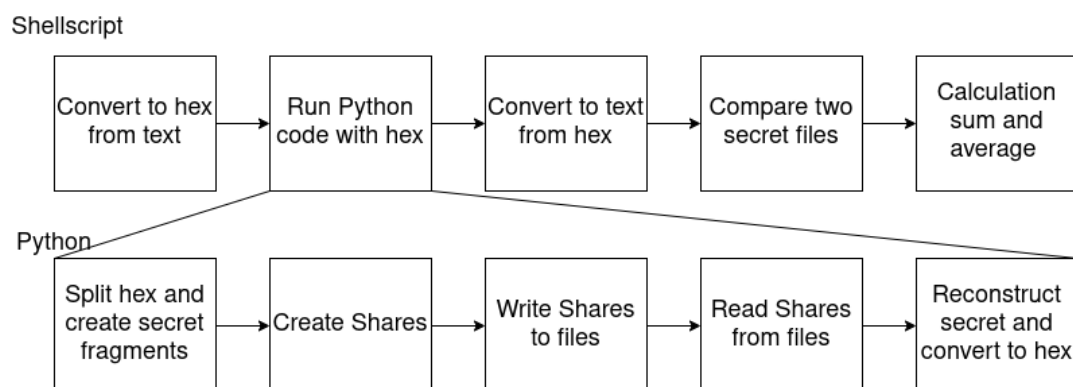 Shellscript
Convert to hex
from text
Run Python
code with hex
Convert to text
from hex
Compare two
secret files
Calculation
sum and
average
Python
Split hex and
create secret
fragments
Create Shares
Write Shares
to files
Read Shares
from files
Reconstruct
secret and
convert to hex